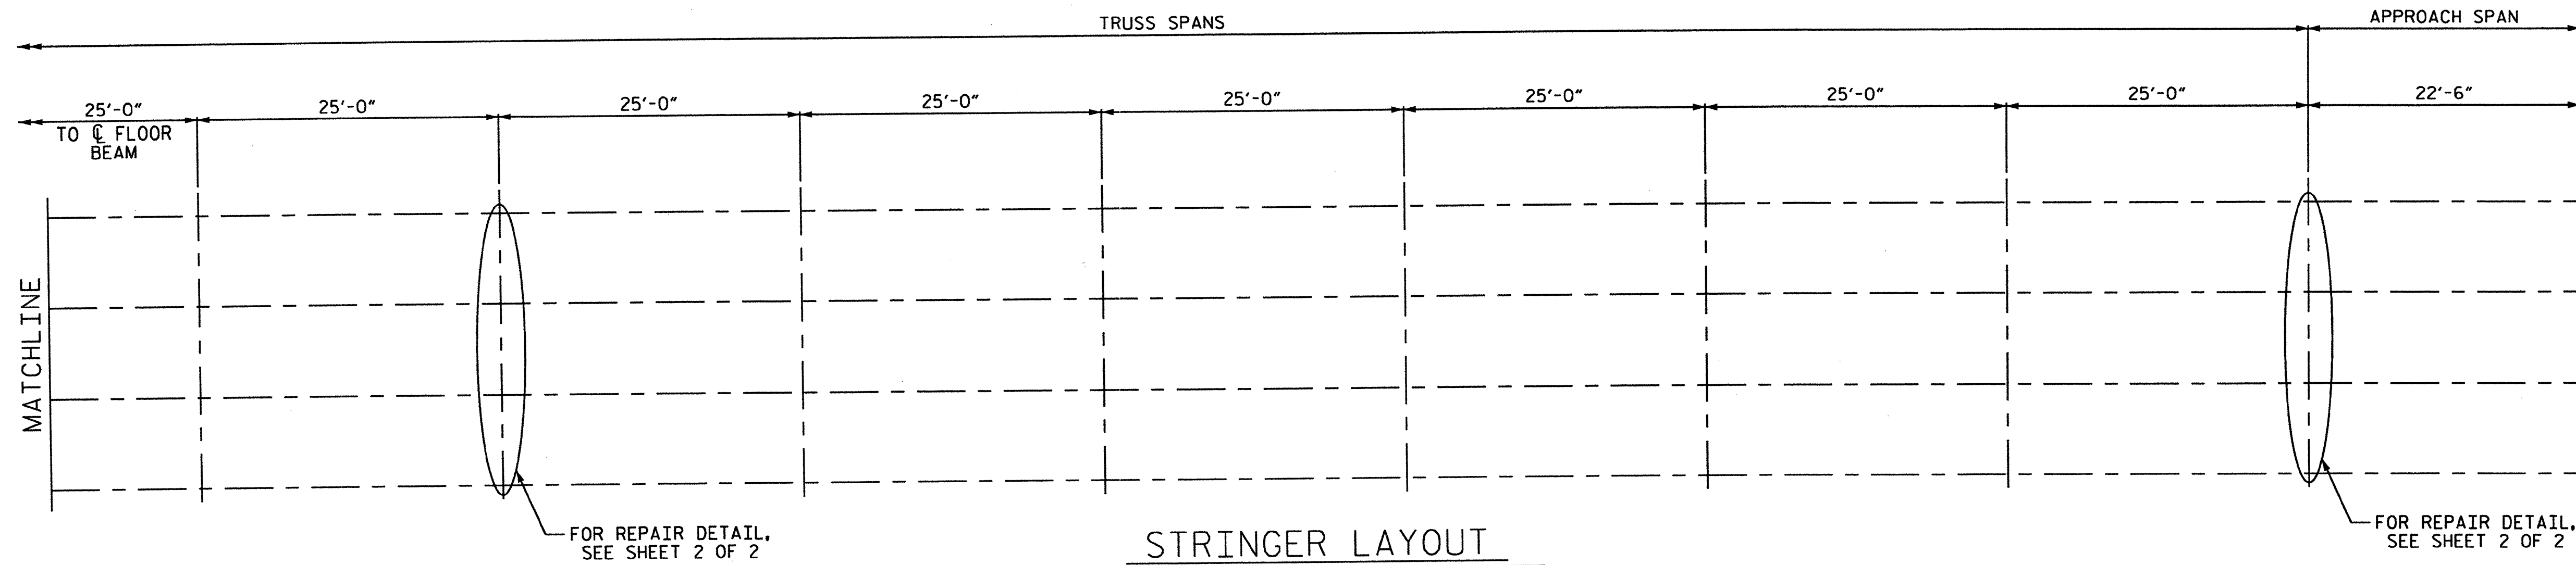 TRUSS SPANS
APPROACH SPAN
25'-0"
25'-0"
25'-0"
25'-0"
25'-0"
25'-0"
25'-0"
25'-0"
22'-6"
TO ℄ FLOOR
BEAM
MATCHLINE
FOR REPAIR DETAIL,
SEE SHEET 2 OF 2
STRINGER LAYOUT
FOR REPAIR DETAIL,
SEE SHEET 2 OF 2